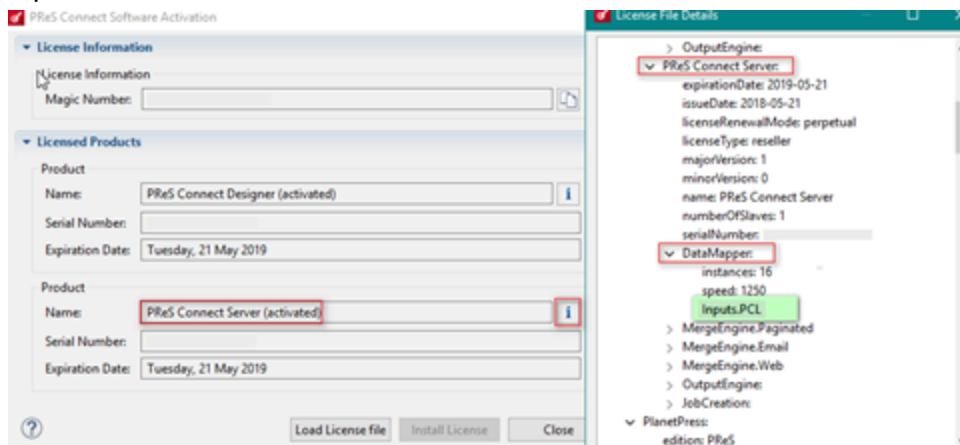 PReS Connect Software Activation
License Information
License Information
Magic Number:
Licensed Products
Product
Name: PReS Connect Designer (activated) i
Serial Number:
Expiration Date: Tuesday, 21 May 2019
Product
Name: PReS Connect Server (activated) i
Serial Number:
Expiration Date: Tuesday, 21 May 2019
? Load License file Install License Close
License File Details
> OutputEngine:
PReS Connect Server:
expirationDate: 2019-05-21
issueDate: 2018-05-21
licenseRenewalMode: perpetual
licenseType: reseller
majorVersion: 1
minorVersion: 0
name: PReS Connect Server
numberOfSlaves: 1
serialNumber:
DataMapper:
instances: 16
speed: 1250
Inputs.PCL
> MergeEngine.Paginated
> MergeEngine.Email
> MergeEngine.Web
> OutputEngine:
> JobCreation:
PlanetPress:
edition: PReS